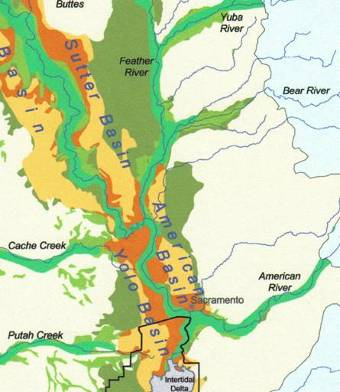 Buttes
Yuba
River
Feather
River
Sutter Basin
Basin
Bear River
American
Basin
Cache Creek
Yolo Basin
American
River
Sacramento
Putah Creek
Intertidal
Delta